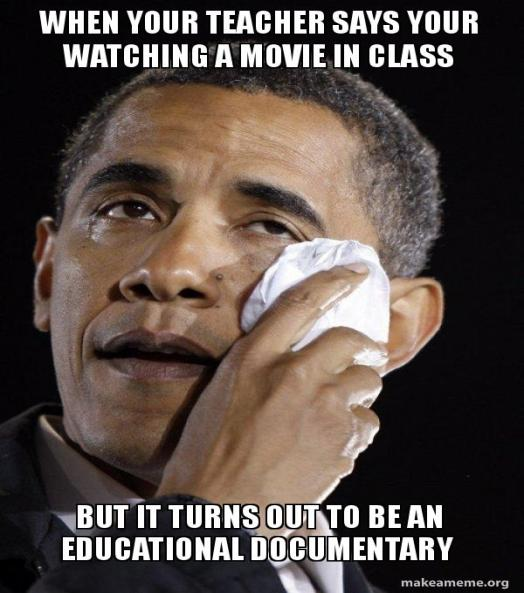 WHEN YOUR TEACHER SAYS YOUR
WATCHING A MOVIE IN CLASS
BUT IT TURNS OUT TO BE AN
EDUCATIONAL DOCUMENTARY
makeameme.org